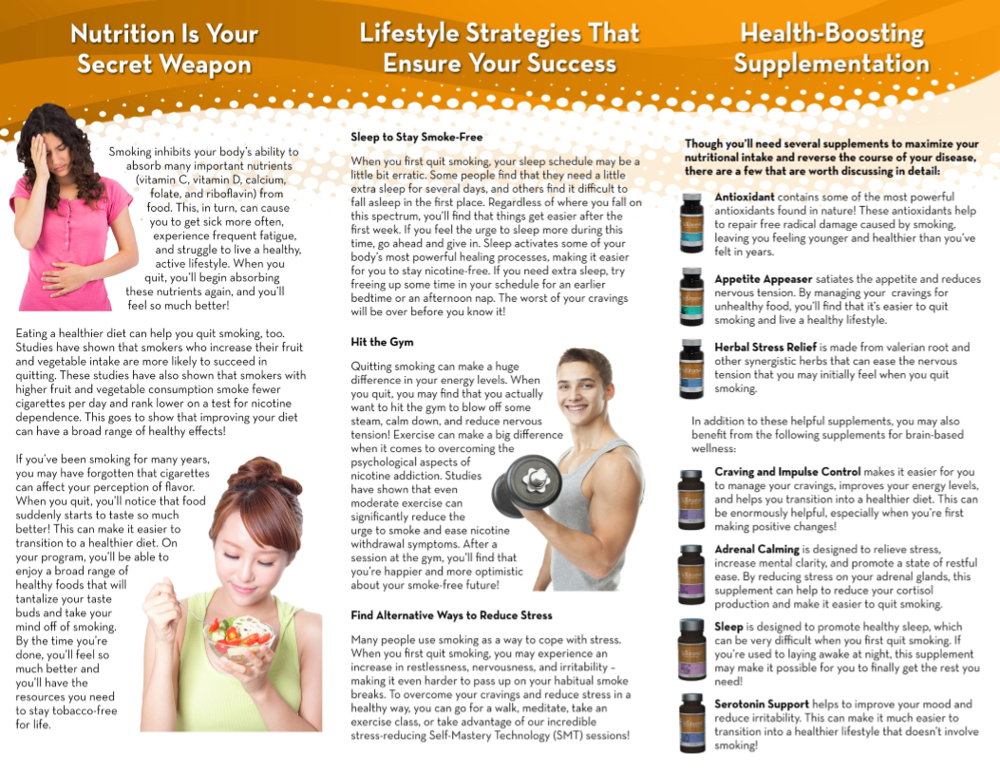 Nutrition Is Your
Secret Weapon
Smoking inhibits your body's ability to
absorb many important nutrients
(vitamin C, vitamin D, calcium,
folate, and riboflavin) from
food. This, in turn, can cause
you to get sick more often,
experience frequent fatigue,
and struggle to live a healthy,
active lifestyle. When you
quit, you'll begin absorbing
these nutrients again, and you'll
feel so much better!
Eating a healthier diet can help you quit smoking, too.
Studies have shown that smokers who increase their fruit
and vegetable intake are more likely to succeed in
quitting. These studies have also shown that smokers with
higher fruit and vegetable consumption smoke fewer
cigarettes per day and rank lower on a test for nicotine
dependence. This goes to show that improving your diet
can have a broad range of healthy effects!
If you've been smoking for many years,
you may have forgotten that cigarettes
can affect your perception of flavor.
When you quit, you'll notice that food
suddenly starts to taste so much
better! This can make it easier to
transition to a healthier diet. On
your program, you'll be able to
enjoy a broad range of
healthy foods that will
tantalize your taste
buds and take your
mind off of smoking.
By the time you're
done, you'll feel so
much better and
you'll have the
resources you need
to stay tobacco-free
for life.
Lifestyle Strategies That
Ensure Your Success
Sleep to Stay Smoke-Free
When you first quit smoking, your sleep schedule may be a
little bit erratic. Some people find that they need a little
extra sleep for several days, and others find it difficult to
fall asleep in the first place. Regardless of where you fall on
this spectrum, you'll find that things get easier after the
first week. If you feel the urge to sleep more during this
time, go ahead and give in. Sleep activates some of your
body's most powerful healing processes, making it easier
for you to stay nicotine-free. If you need extra sleep, try
freeing up some time in your schedule for an earlier
bedtime or an afternoon nap. The worst of your cravings
will be over before you know it!
Hit the Gym
Quitting smoking can make a huge
difference in your energy levels. When
you quit, you may find that you actually
want to hit the gym to blow off some
steam, calm down, and reduce nervous
tension! Exercise can make a big difference
when it comes to overcoming the
psychological aspects of
nicotine addiction. Studies
have shown that even
moderate exercise can
significantly reduce the
urge to smoke and ease nicotine
withdrawal symptoms. After a
session at the gym, you'll find that
you're happier and more optimistic
about your smoke-free future!
Find Alternative Ways to Reduce Stress
Many people use smoking as a way to cope with stress.
When you first quit smoking, you may experience an
increase in restlessness, nervousness, and irritability –
making it even harder to pass up on your habitual smoke
breaks. To overcome your cravings and reduce stress in a
healthy way, you can go for a walk, meditate, take an
exercise class, or take advantage of our incredible
stress-reducing Self-Mastery Technology (SMT) sessions!
Health-Boosting
Supplementation
Though you'll need several supplements to maximize your
nutritional intake and reverse the course of your disease,
there are a few that are worth discussing in detail:
Antioxidant contains some of the most powerful
antioxidants found in nature! These antioxidants help
to repair free radical damage caused by smoking,
leaving you feeling younger and healthier than you've
felt in years.
Appetite Appeaser satiates the appetite and reduces
nervous tension. By managing your cravings for
unhealthy food, you'll find that it's easier to quit
smoking and live a healthy lifestyle.
Herbal Stress Relief is made from valerian root and
other synergistic herbs that can ease the nervous
tension that you may initially feel when you quit
smoking.
In addition to these helpful supplements, you may also
benefit from the following supplements for brain-based
wellness:
Craving and Impulse Control makes it easier for you
to manage your cravings, improves your energy levels,
and helps you transition into a healthier diet. This can
be enormously helpful, especially when you're first
making positive changes!
Adrenal Calming is designed to relieve stress,
increase mental clarity, and promote a state of restful
ease. By reducing stress on your adrenal glands, this
supplement can help to reduce your cortisol
production and make it easier to quit smoking.
Sleep is designed to promote healthy sleep, which
can be very difficult when you first quit smoking. If
you're used to laying awake at night, this supplement
may make it possible for you to finally get the rest you
need!
Serotonin Support helps to improve your mood and
reduce irritability. This can make it much easier to
transition into a healthier lifestyle that doesn't involve
smoking!